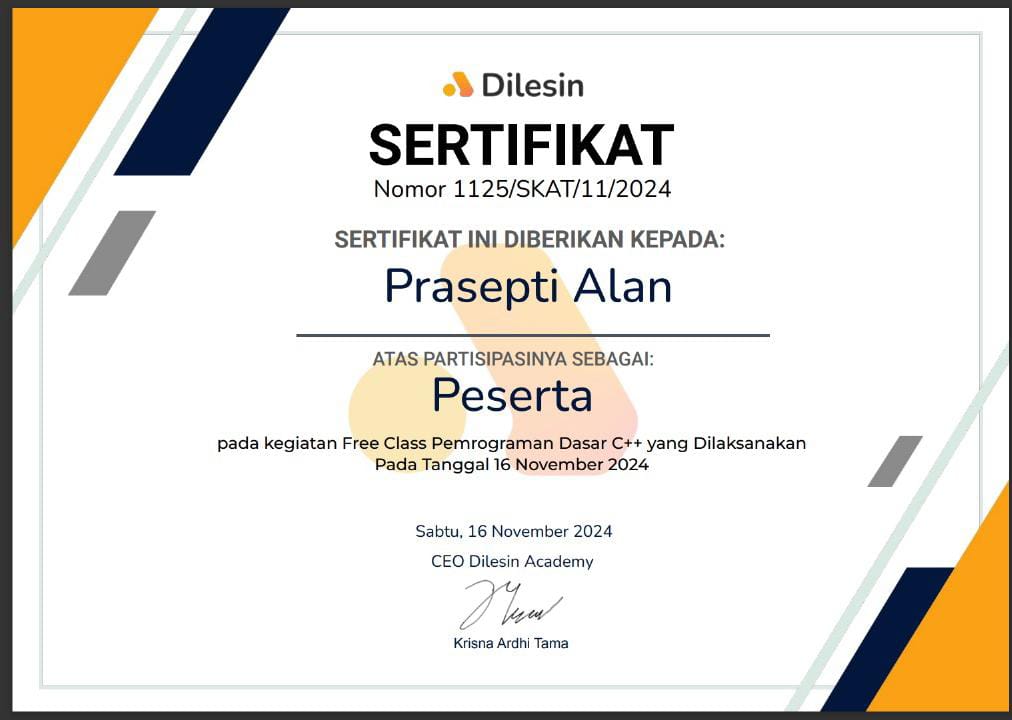 Dilesin
SERTIFIKAT
Nomor 1125/SKAT/11/2024
SERTIFIKAT INI DIBERIKAN KEPADA:
Prasepti Alan
ATAS PARTISIPASINYA SEBAGAI:
Peserta
pada kegiatan Free Class Pemrograman Dasar C++ yang Dilaksanakan
Pada Tanggal 16 November 2024
Sabtu, 16 November 2024
CEO Dilesin Academy
Krisna Ardhi Tama